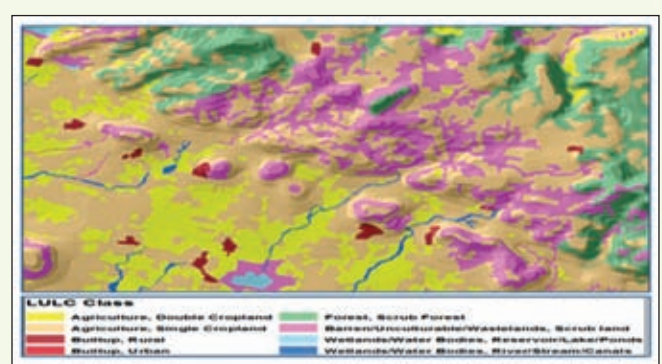 LULC Class
Agriculture, Double Cropland
Agriculture, Single Cropland
Builtup, Rural
Builtup, Urban
Forest, Scrub Forest
Barren/Unculturable/Wastelands, Scrub land
Wetlands/Water Bodies, Reservoir/Lake/Ponds
Wetlands/Water Bodies, River/Stream/Canals